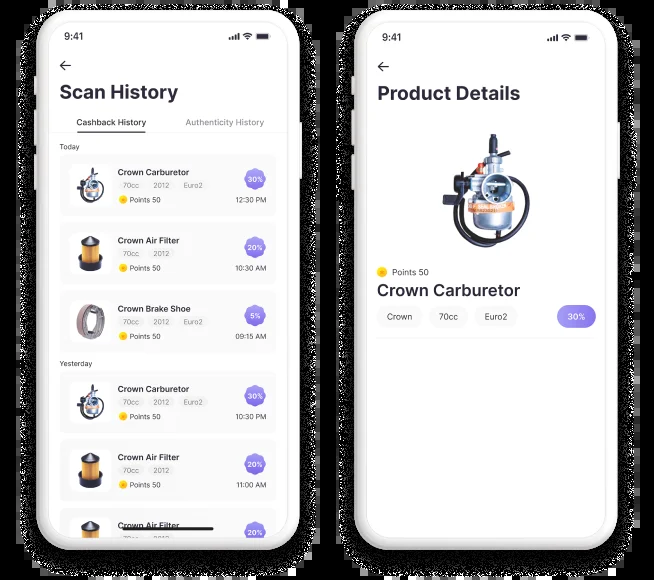 9:41
Scan History
Cashback History Authenticity History
Today
Crown Carburetor
70cc 2012 Euro2
30%
Points 50
12:30 PM
Crown Air Filter
70cc 2012
20%
Points 50
10:30 AM
Crown Brake Shoe
70cc 2012 Euro2
5%
Points 50
09:15 AM
Yesterday
Crown Carburetor
70cc 2012 Euro2
30%
Points 50
10:30 PM
Crown Air Filter
70cc 2012
20%
Points 50
11:00 AM
Crown Air Filter
70cc 2012
20%
9:41
Product Details
Points 50
Crown Carburetor
Crown 70cc Euro2 30%